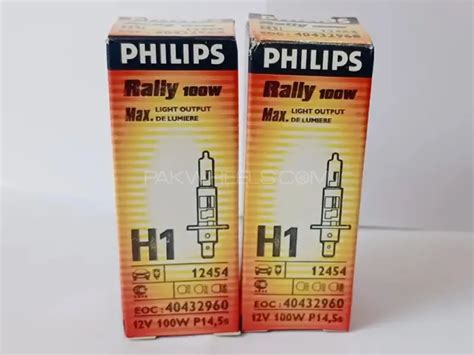 PHILIPS
Rally 100W
Max. LIGHT OUTPUT
DE LUMIERE
H1
12454
EOC: 40432960
12V 100W P14,5s
PHILIPS
Rally 100W
Max. LIGHT OUTPUT
DE LUMIERE
H1
12454
EOC: 40432960
12V 100W P14,5s
PAKWHEELS.COM